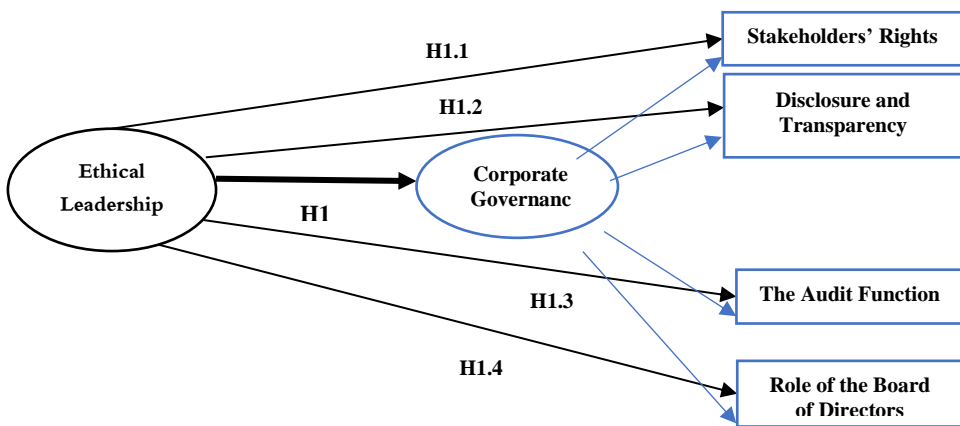 Stakeholders’ Rights
H1.1
H1.2
Disclosure and
Transparency
Ethical
Leadership
Corporate
Governanc
H1
The Audit Function
H1.3
H1.4
Role of the Board
of Directors